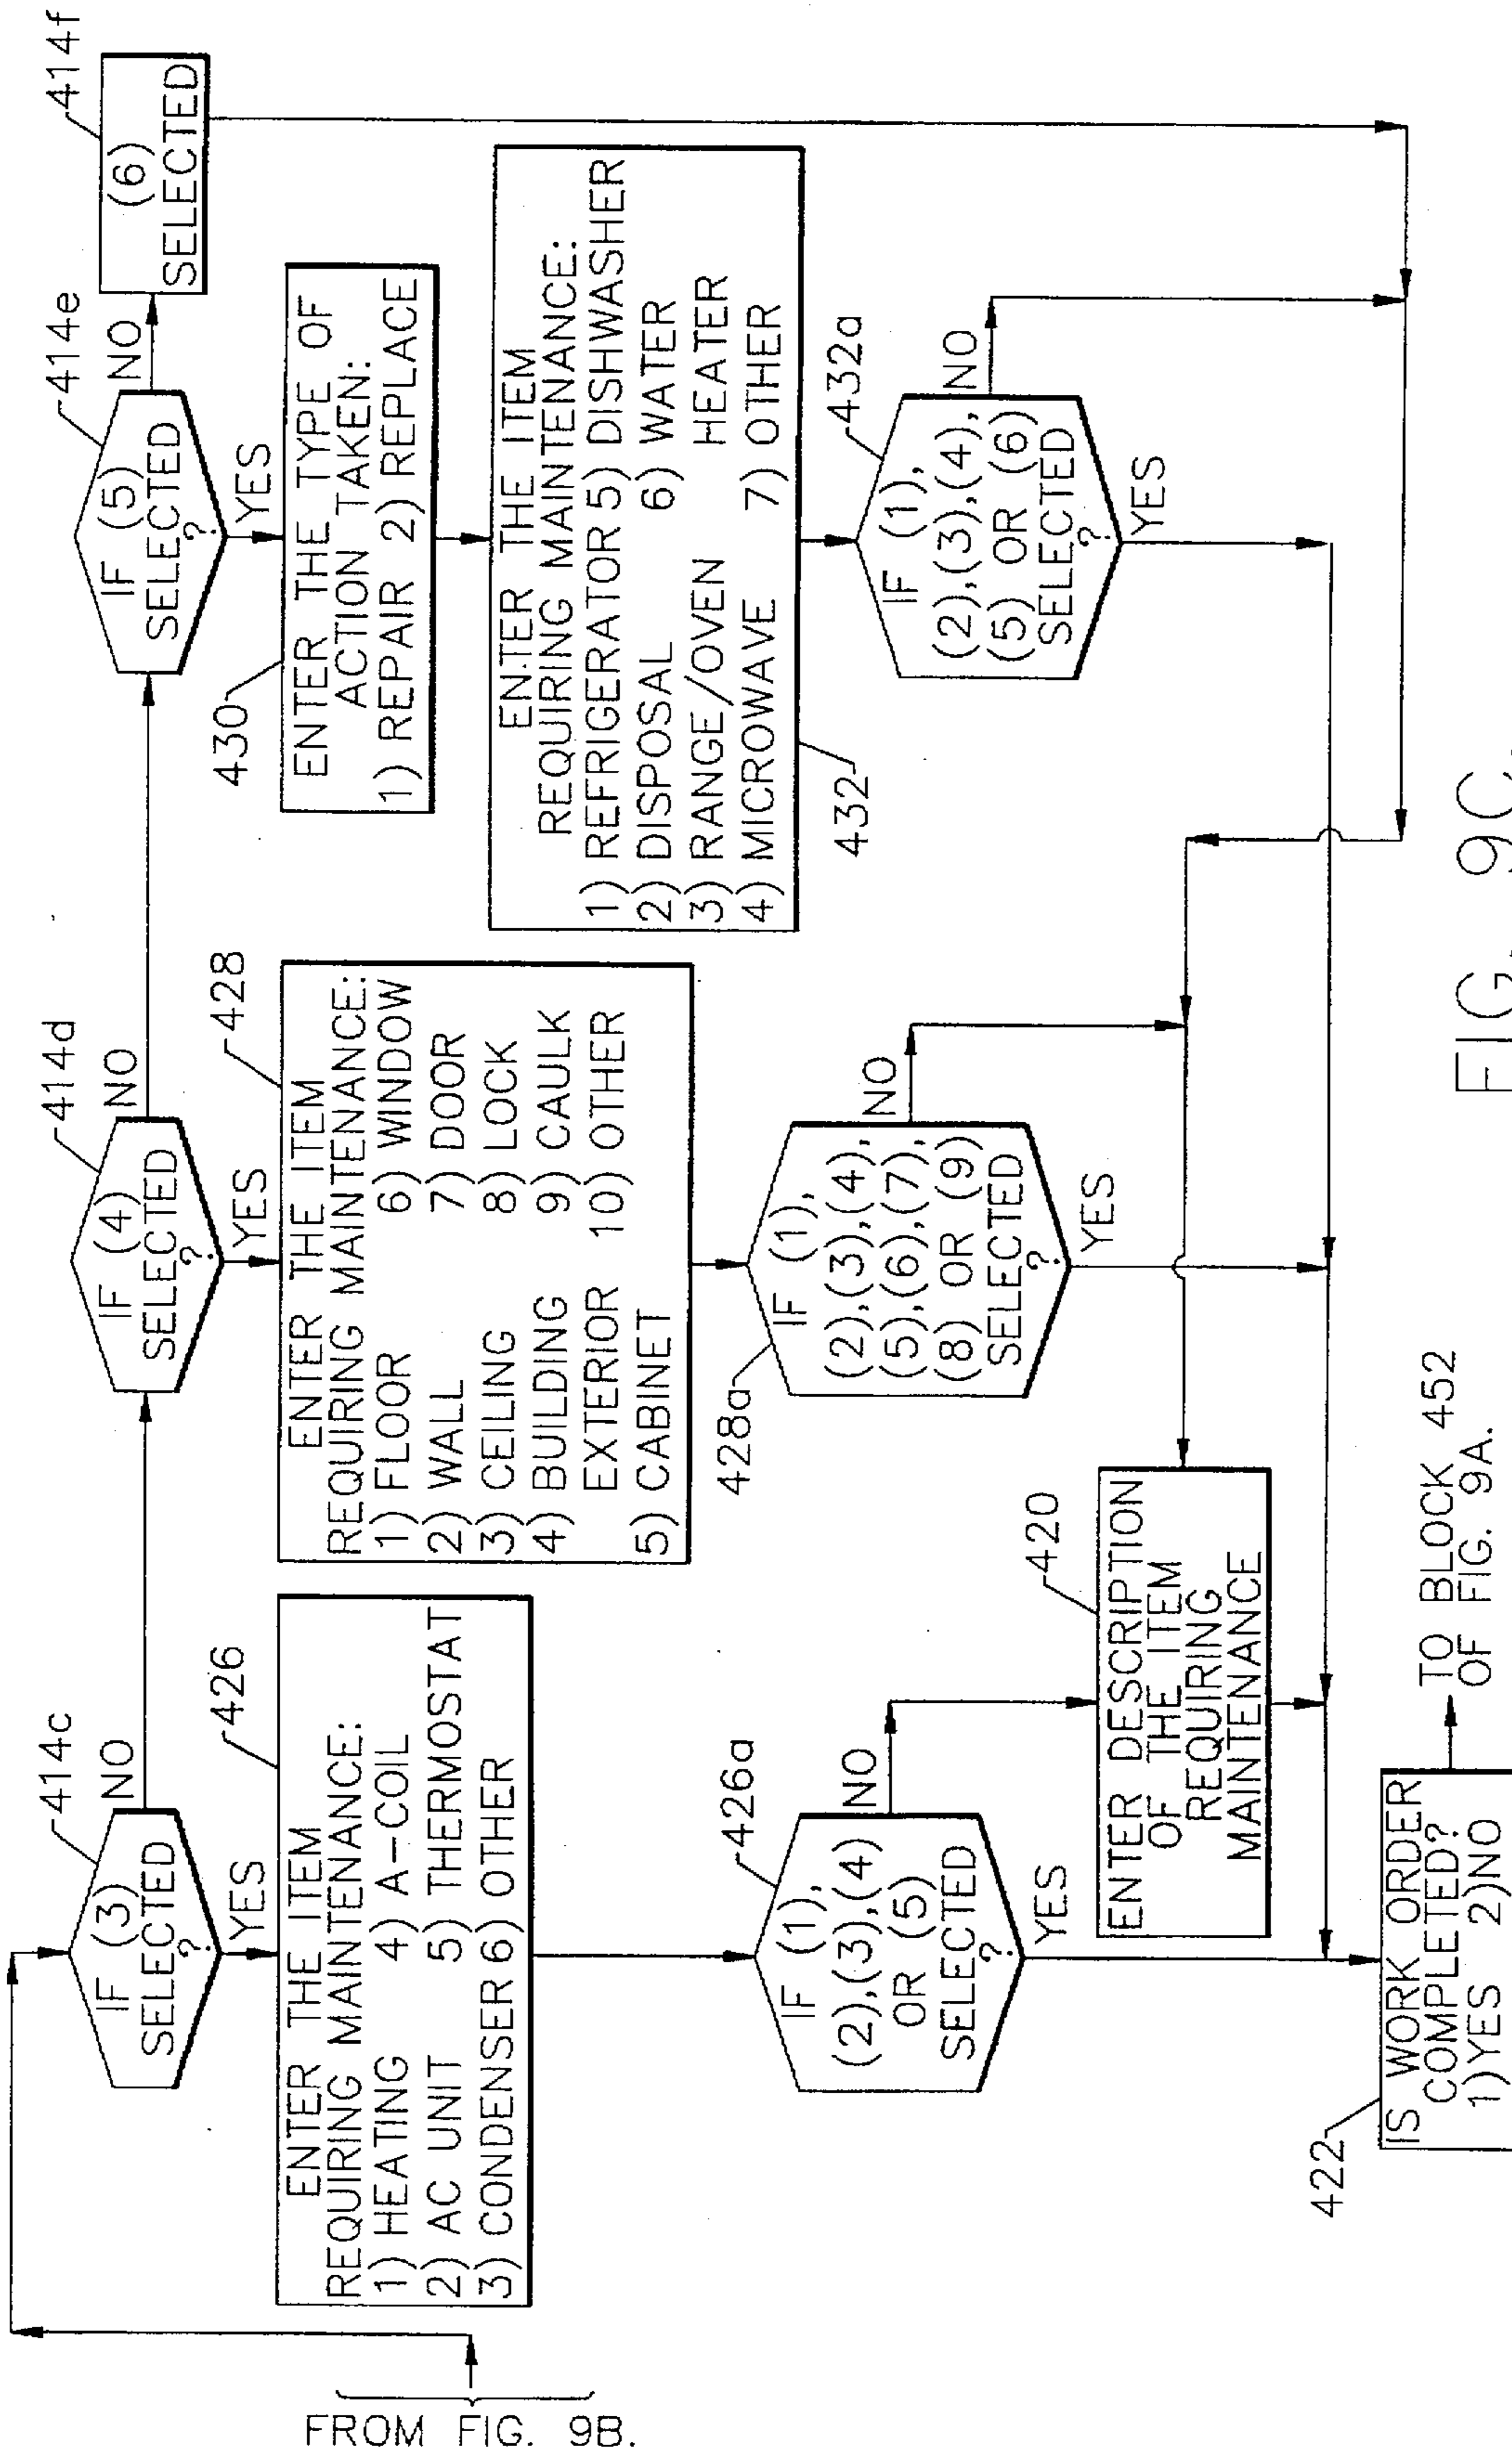 FROM FIG. 9B.
414c
IF (3)
SELECTED
?
NO
YES
426
ENTER THE ITEM
REQUIRING MAINTENANCE:
1) HEATING 4) A-COIL
2) AC UNIT 5) THERMOSTAT
3) CONDENSER 6) OTHER
426a
IF (1),
(2),(3),(4)
OR (5)
SELECTED
?
NO
YES
414d
IF (4)
SELECTED
?
NO
YES
428
ENTER THE ITEM
REQUIRING MAINTENANCE:
1) FLOOR 6) WINDOW
2) WALL 7) DOOR
3) CEILING 8) LOCK
4) BUILDING 9) CAULK
EXTERIOR 10) OTHER
5) CABINET
428a
IF (1),
(2),(3),(4),
(5),(6),(7),
(8) OR (9)
SELECTED
?
NO
YES
414e
IF (5)
SELECTED
?
NO
YES
414f
(6)
SELECTED
430
ENTER THE TYPE OF
ACTION TAKEN:
1) REPAIR 2) REPLACE
ENTER THE ITEM
REQUIRING MAINTENANCE:
1) REFRIGERATOR 5) DISHWASHER
2) DISPOSAL 6) WATER
3) RANGE/OVEN HEATER
4) MICROWAVE 7) OTHER
432
432a
IF (1),
(2),(3),(4),
(5) OR (6)
SELECTED
?
NO
YES
420
ENTER DESCRIPTION
OF THE ITEM
REQUIRING
MAINTENANCE
422
IS WORK ORDER
COMPLETED?
1)YES 2)NO
TO BLOCK 452
OF FIG. 9A.
FIG. 9C.